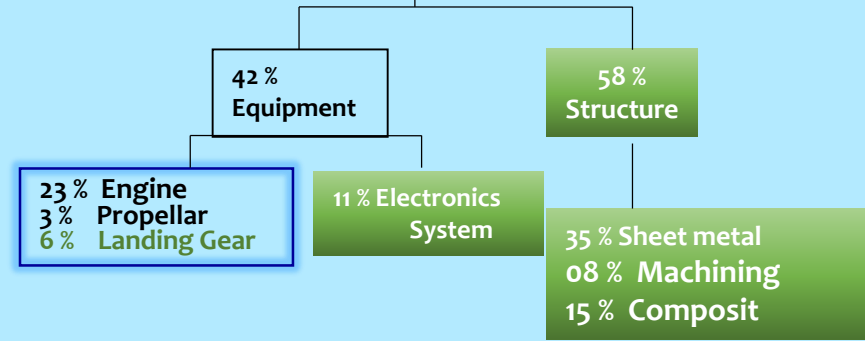 42 %
Equipment
58 %
Structure
23 % Engine
3 % Propellar
6 % Landing Gear
11 % Electronics
System
35 % Sheet metal
08 % Machining
15 % Composit